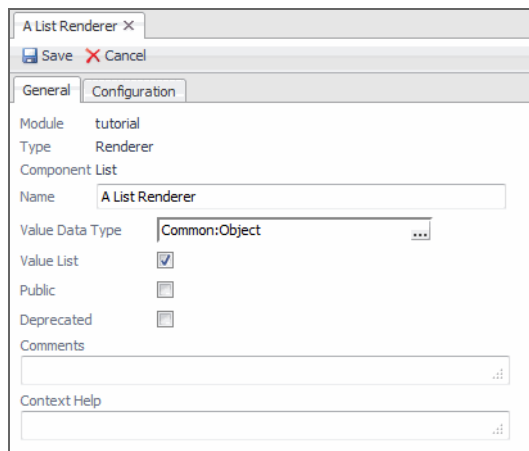 A List Renderer
Save Cancel
General Configuration
Module tutorial
Type Renderer
Component List
Name A List Renderer
Value Data Type Common:Object ...
Value List
Public
Deprecated
Comments
Context Help